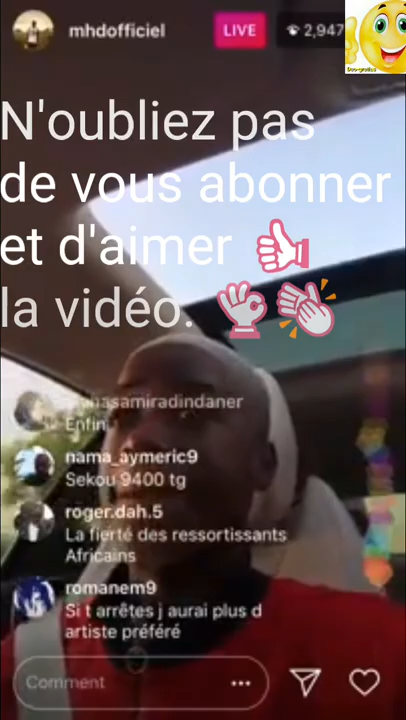 mhdofficiel
LIVE
2,947
N'oubliez pas
de vous abonner
et d'aimer 👍
la vidéo. 👌👏
Enfin
nama_aymeric9
Sekou 9400 tg
roger.dah.5
La fierté des ressortissants
Africains
romanem9
Si t arrêtes j aurai plus d
artiste préféré
Comment